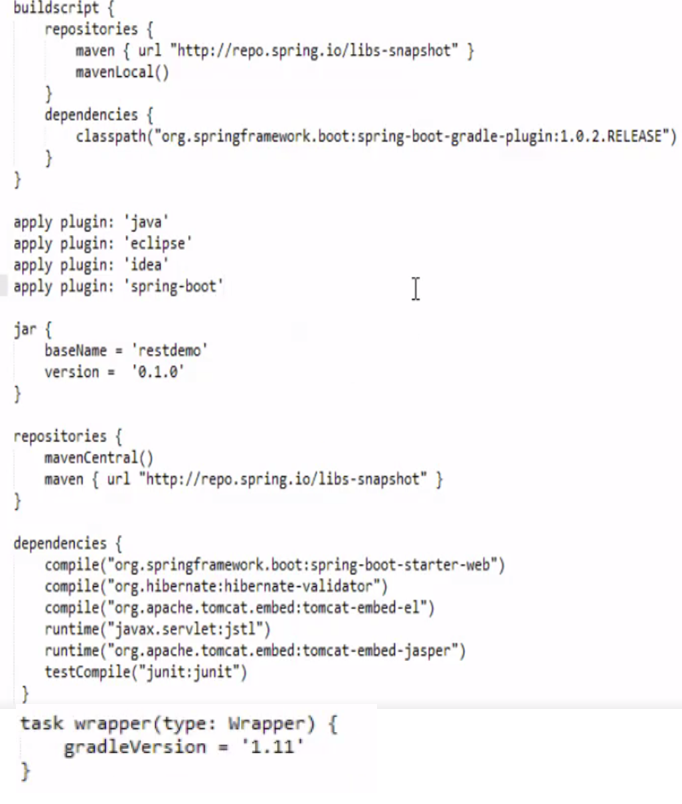 buildscript {
    repositories {
        maven { url "http://repo.spring.io/libs-snapshot" }
        mavenLocal()
    }
    dependencies {
        classpath("org.springframework.boot:spring-boot-gradle-plugin:1.0.2.RELEASE")
    }
}
apply plugin: 'java'
apply plugin: 'eclipse'
apply plugin: 'idea'
apply plugin: 'spring-boot'
jar {
    baseName = 'restdemo'
    version =  '0.1.0'
}
repositories {
    mavenCentral()
    maven { url "http://repo.spring.io/libs-snapshot" }
}
dependencies {
    compile("org.springframework.boot:spring-boot-starter-web")
    compile("org.hibernate:hibernate-validator")
    compile("org.apache.tomcat.embed:tomcat-embed-el")
    runtime("javax.servlet:jstl")
    runtime("org.apache.tomcat.embed:tomcat-embed-jasper")
    testCompile("junit:junit")
}
task wrapper(type: Wrapper) {
    gradleVersion = '1.11'
}